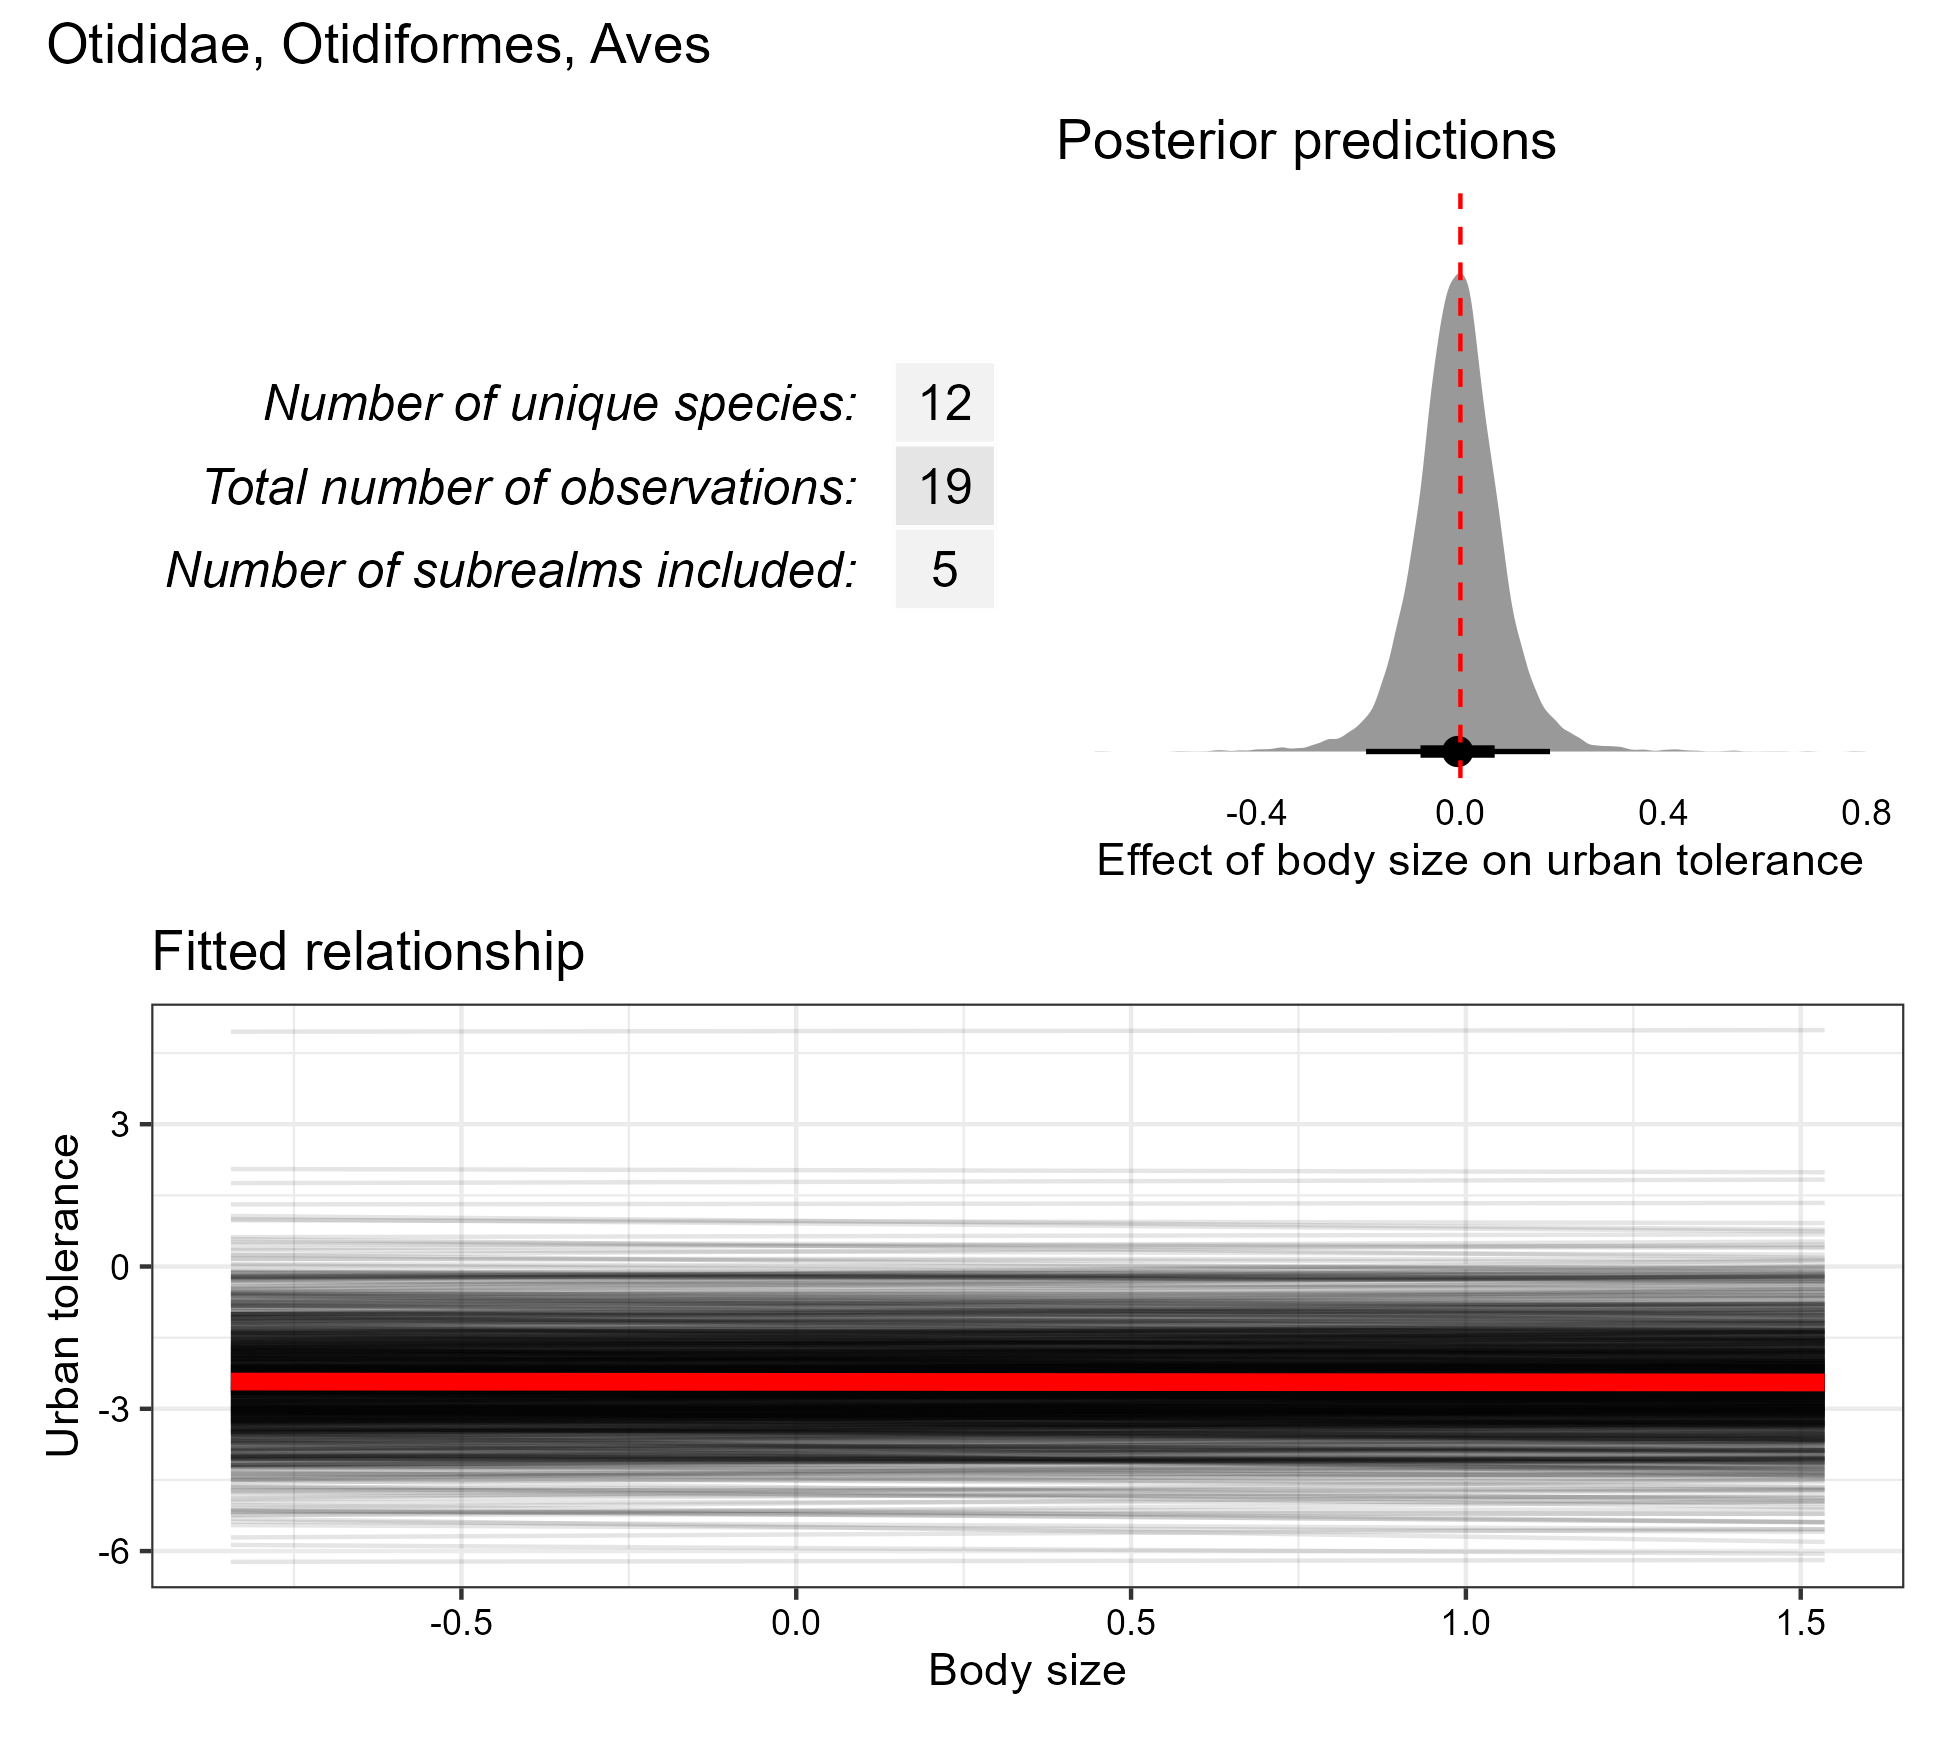 Otididae, Otidiformes, Aves
Posterior predictions
Number of unique species: 12
Total number of observations: 19
Number of subrealms included: 5
-0.4 0.0 0.4 0.8
Effect of body size on urban tolerance
Fitted relationship
Urban tolerance
3
0
-3
-6
-0.5 0.0 0.5 1.0 1.5
Body size